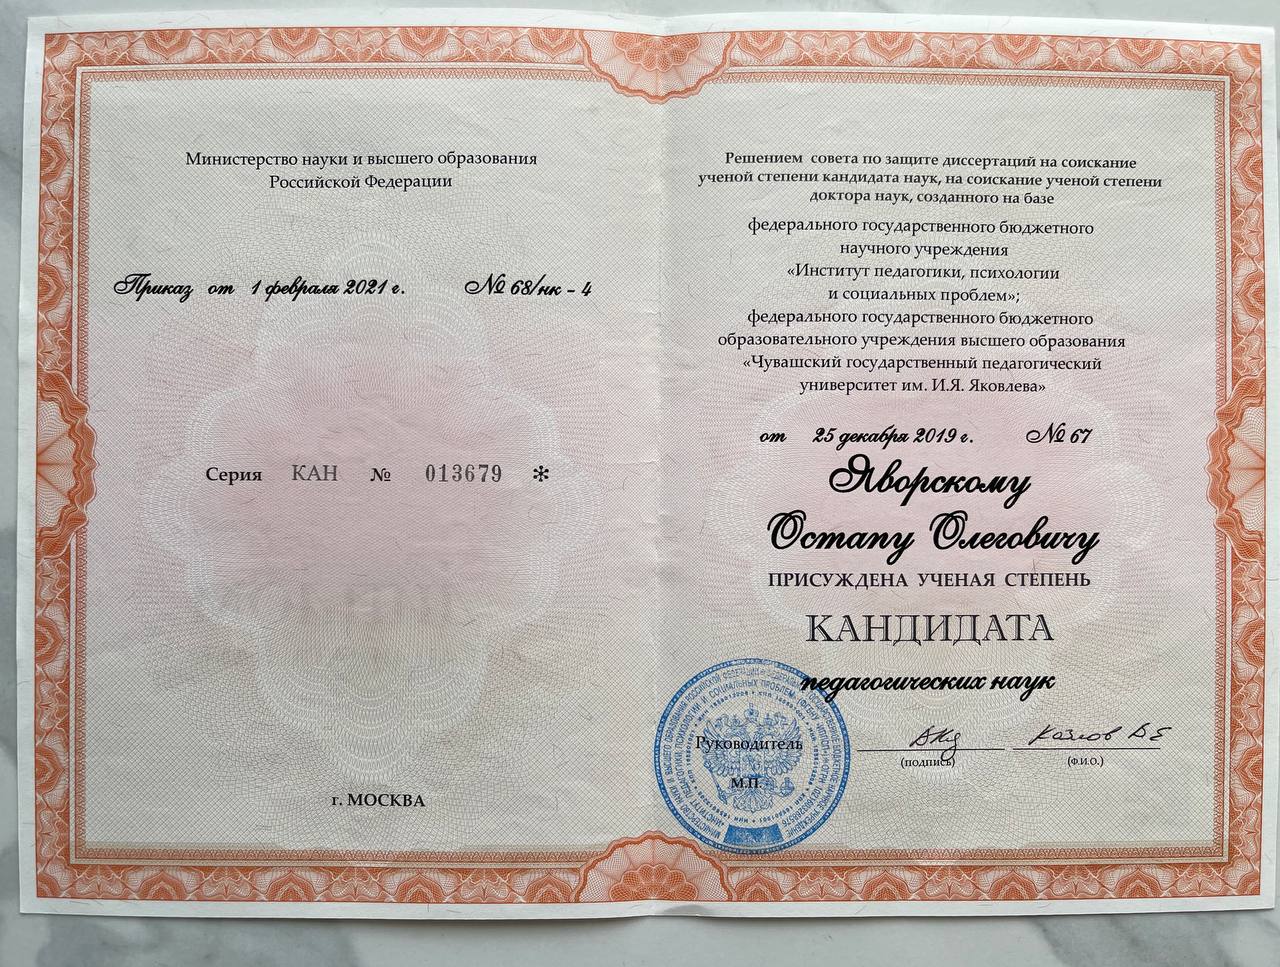 Министерство науки и высшего образования
Российской Федерации
Приказ от 1 февраля 2021 г. № 68/нк - 4
Серия КАН № 013679 *
г. МОСКВА
Решением совета по защите диссертаций на соискание
ученой степени кандидата наук, на соискание ученой степени
доктора наук, созданного на базе
федерального государственного бюджетного
научного учреждения
«Институт педагогики, психологии
и социальных проблем»;
федерального государственного бюджетного
образовательного учреждения высшего образования
«Чувашский государственный педагогический
университет им. И.Я. Яковлева»
от 25 декабря 2019 г. № 67
Яворскому
Остапу Олеговичу
ПРИСУЖДЕНА УЧЕНАЯ СТЕПЕНЬ
КАНДИДАТА
педагогических наук
Руководитель
(подпись)
Козлов В Е
(Ф.И.О.)
М.П.